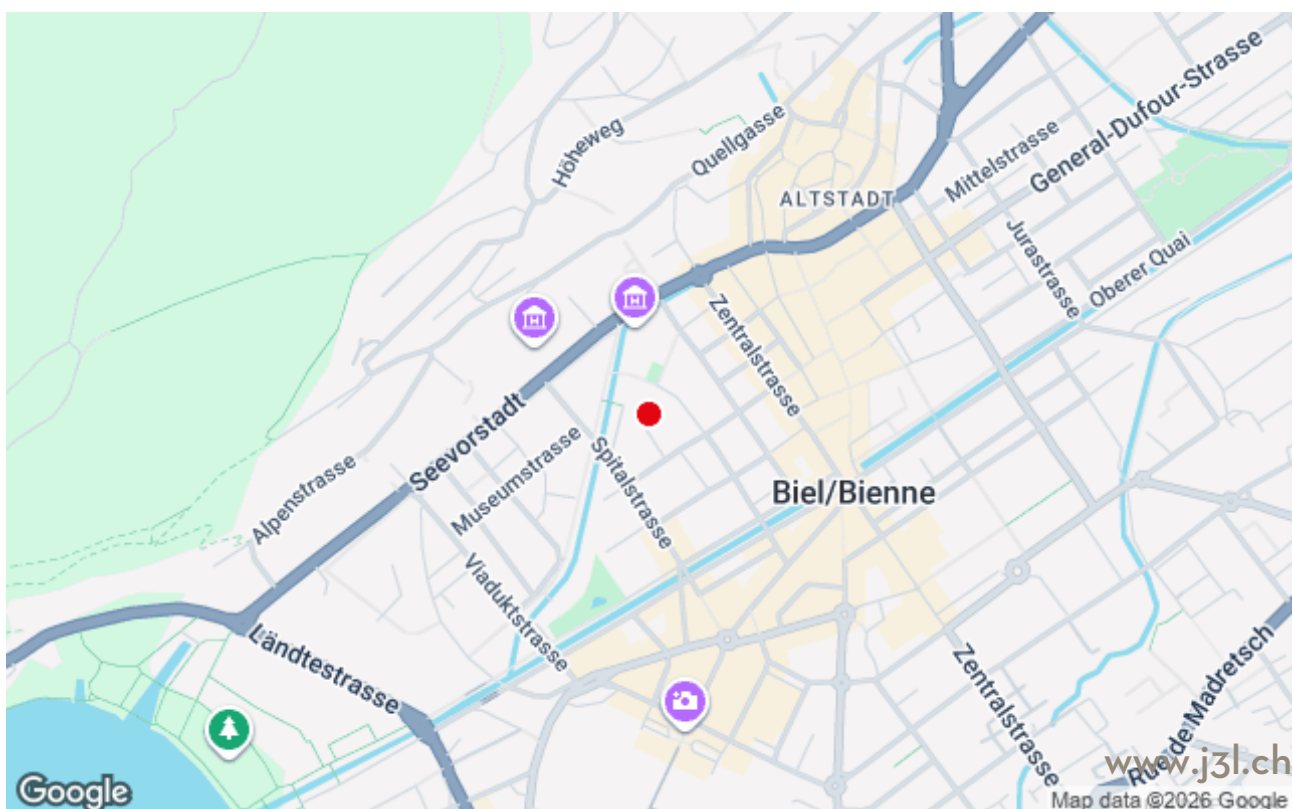 General-Dufour-Strasse
Höheweg
Quellgasse
Mittelstrasse
ALTSTADT
Jurastrasse
Oberer Quai
H
H
Zentralstrasse
Seevorstadt
Museumstrasse
Spitalstrasse
Alpenstrasse
Biel/Bienne
Viaduktstrasse
Ländtestrasse
Zentralstrasse
Rue de Madretsch
www.j3l.ch
Google
Map data ©2026 Google